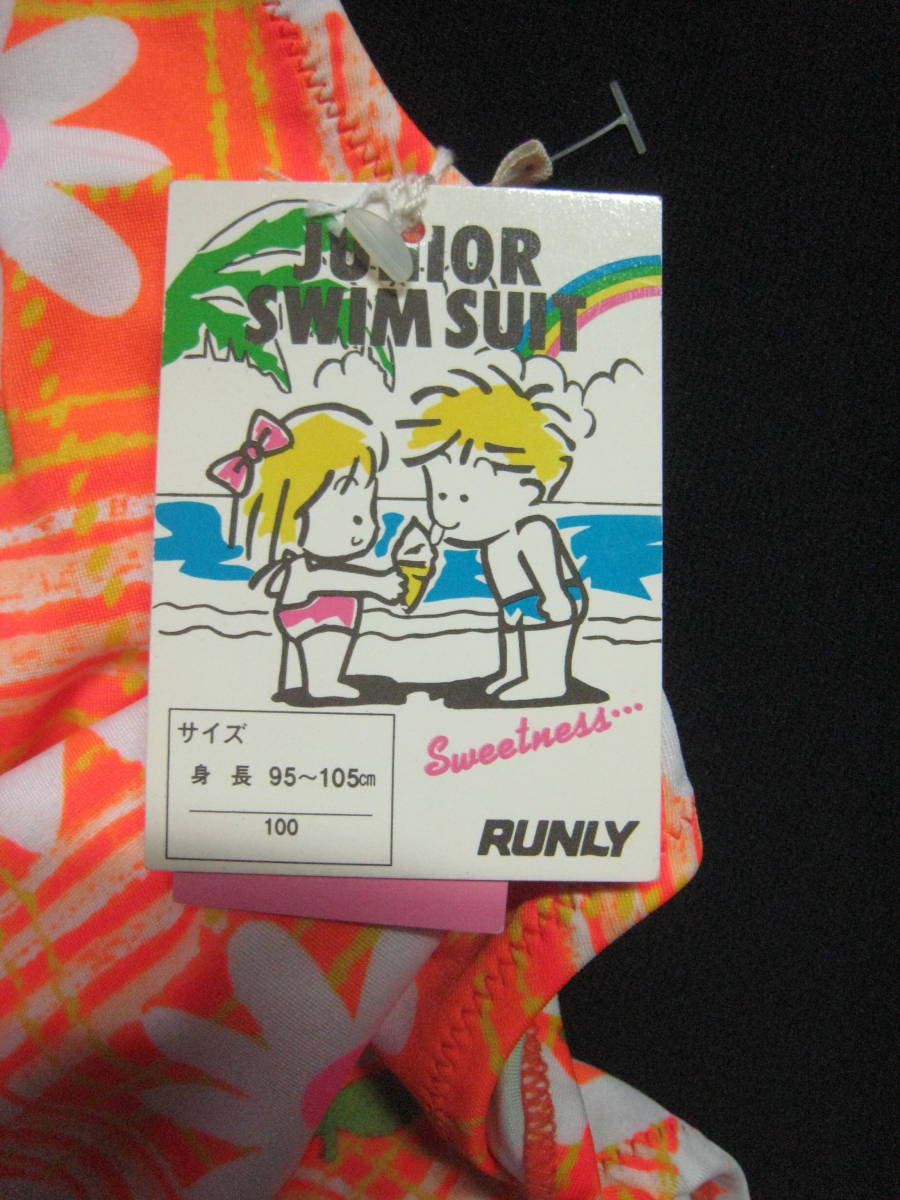 JUNIOR
SWIM SUIT
Sweetness...
サイズ
身長 95～105cm
100
RUNLY